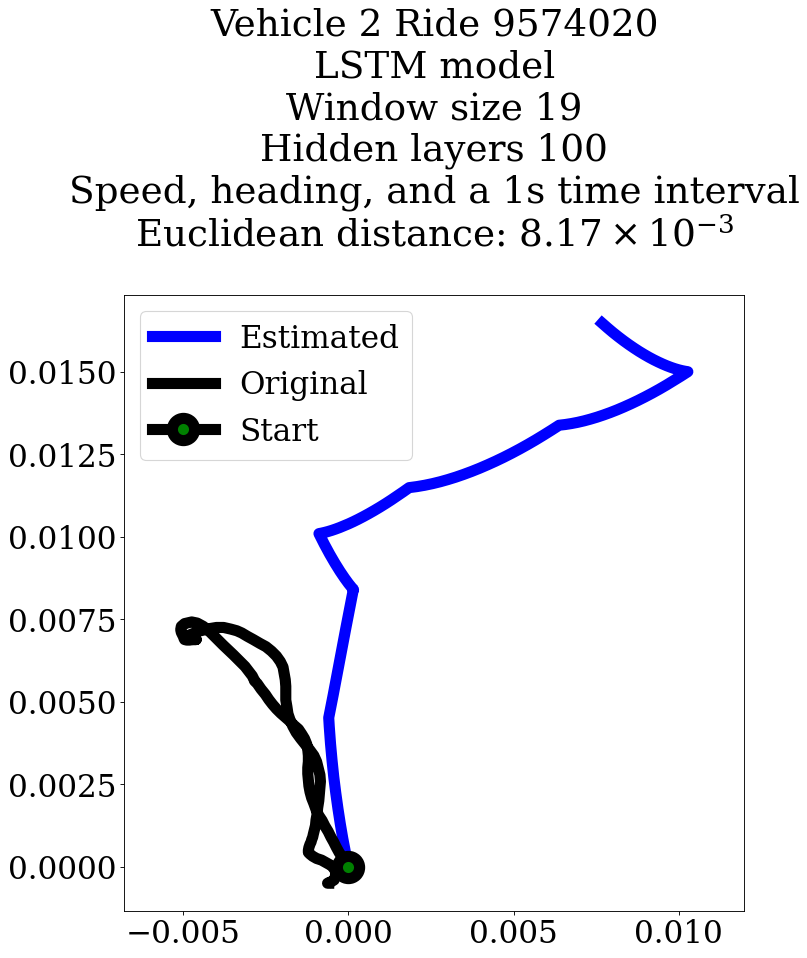 Vehicle 2 Ride 9574020
LSTM model
Window size 19
Hidden layers 100
Speed, heading, and a 1s time interval
Euclidean distance: 8.17 × 10⁻³
Estimated
Original
Start
0.0150
0.0125
0.0100
0.0075
0.0050
0.0025
0.0000
−0.005 0.000 0.005 0.010